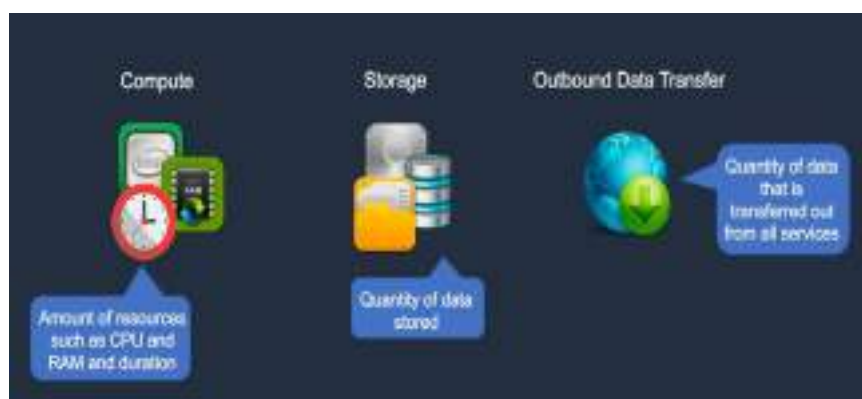 Compute
Storage
Outbound Data Transfer
Quantity of data
that is
transferred out
from all services
Quantity of data
stored
Amount of resources
such as CPU and
RAM and duration